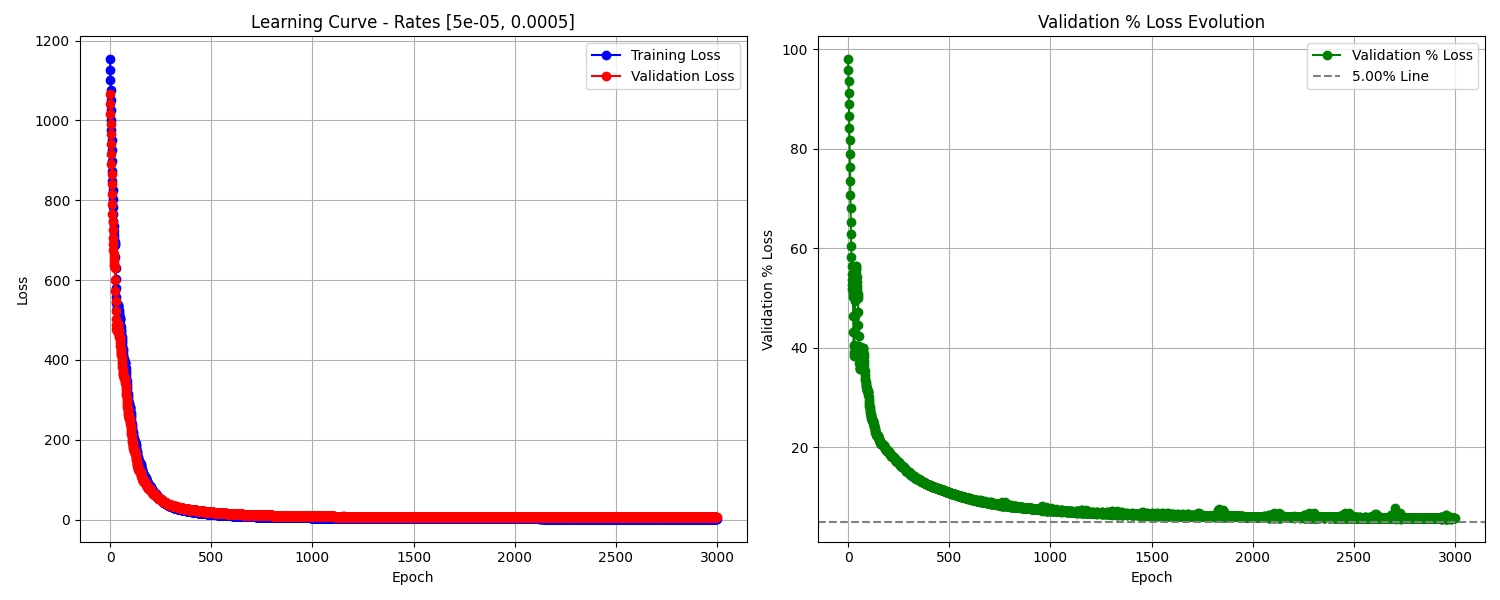 Learning Curve - Rates [5e-05, 0.0005]
1200
1000
800
600
400
200
0
Loss
0 500 1000 1500 2000 2500 3000
Epoch
Training Loss
Validation Loss
Validation % Loss Evolution
100
80
60
40
20
Validation % Loss
0 500 1000 1500 2000 2500 3000
Epoch
Validation % Loss
5.00% Line